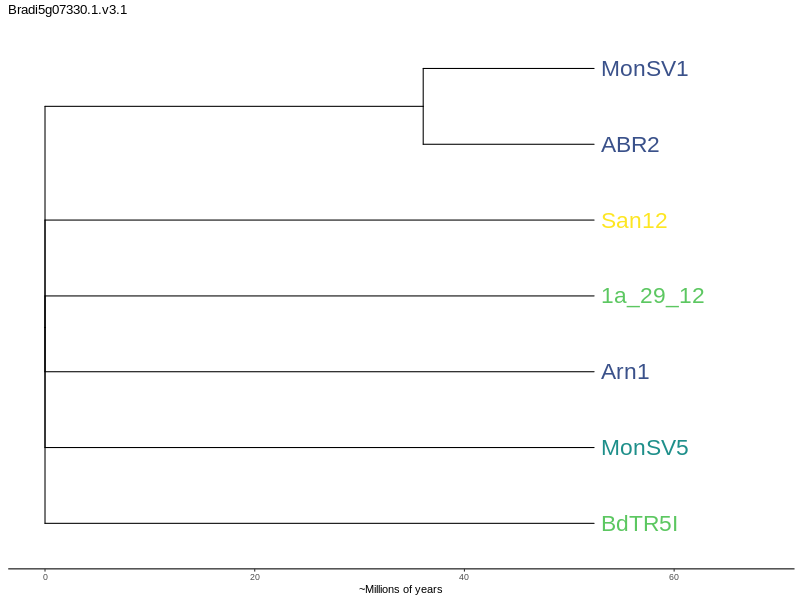 Bradi5g07330.1.v3.1
MonSV1
ABR2
San12
1a_29_12
Arn1
MonSV5
BdTR5I
0 20 40 60
~Millions of years